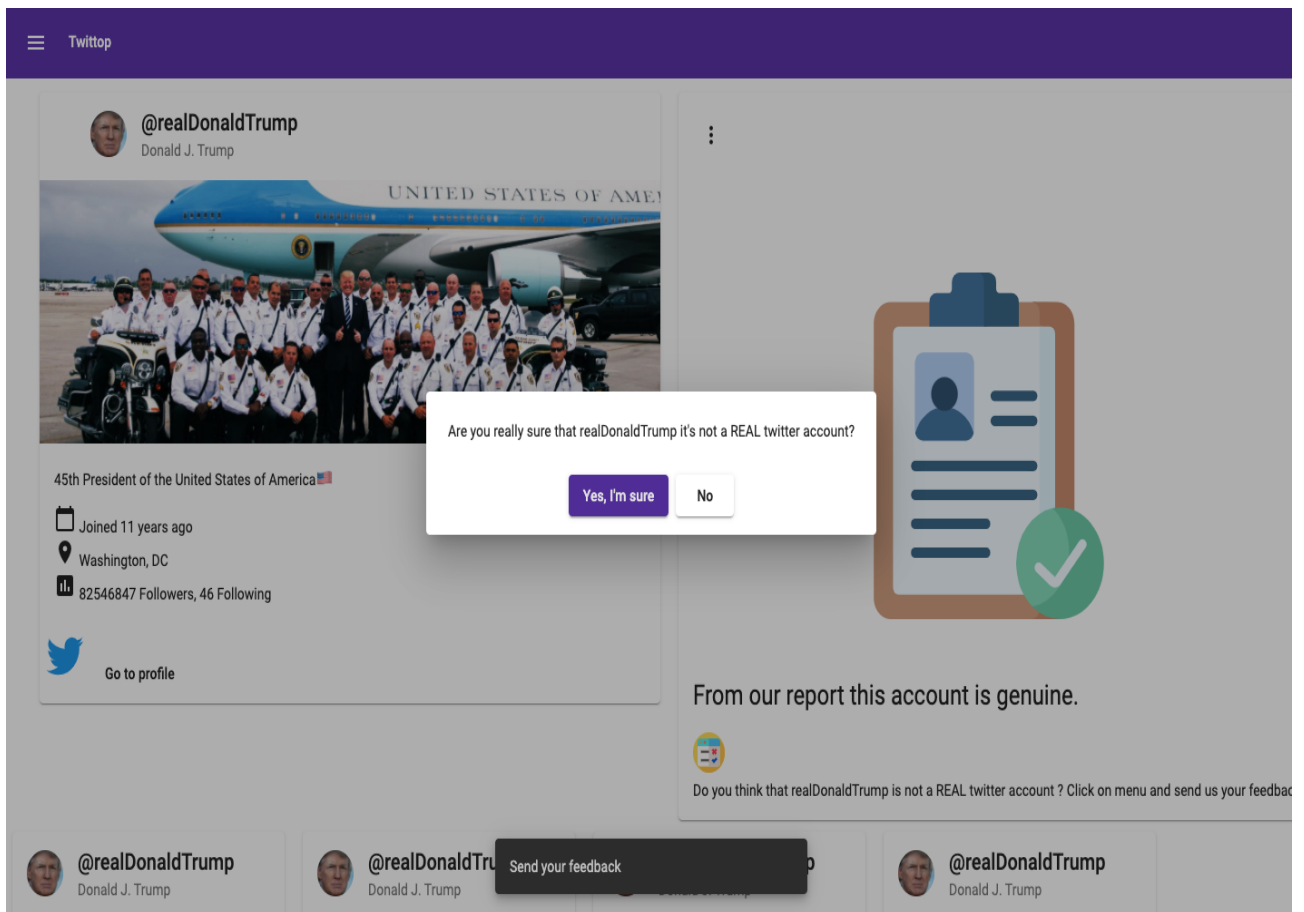 Twittop
@realDonaldTrump
Donald J. Trump
UNITED STATES OF AME
45th President of the United States of America🇺🇸
Joined 11 years ago
Washington, DC
82546847 Followers, 46 Following
Go to profile
Are you really sure that realDonaldTrump it's not a REAL twitter account?
Yes, I'm sure No
From our report this account is genuine.
Do you think that realDonaldTrump is not a REAL twitter account ? Click on menu and send us your feedbac
@realDonaldTrump
Donald J. Trump
@realDonaldTru
Donald J. Trump
p
Send your feedback
@realDonaldTrump
Donald J. Trump